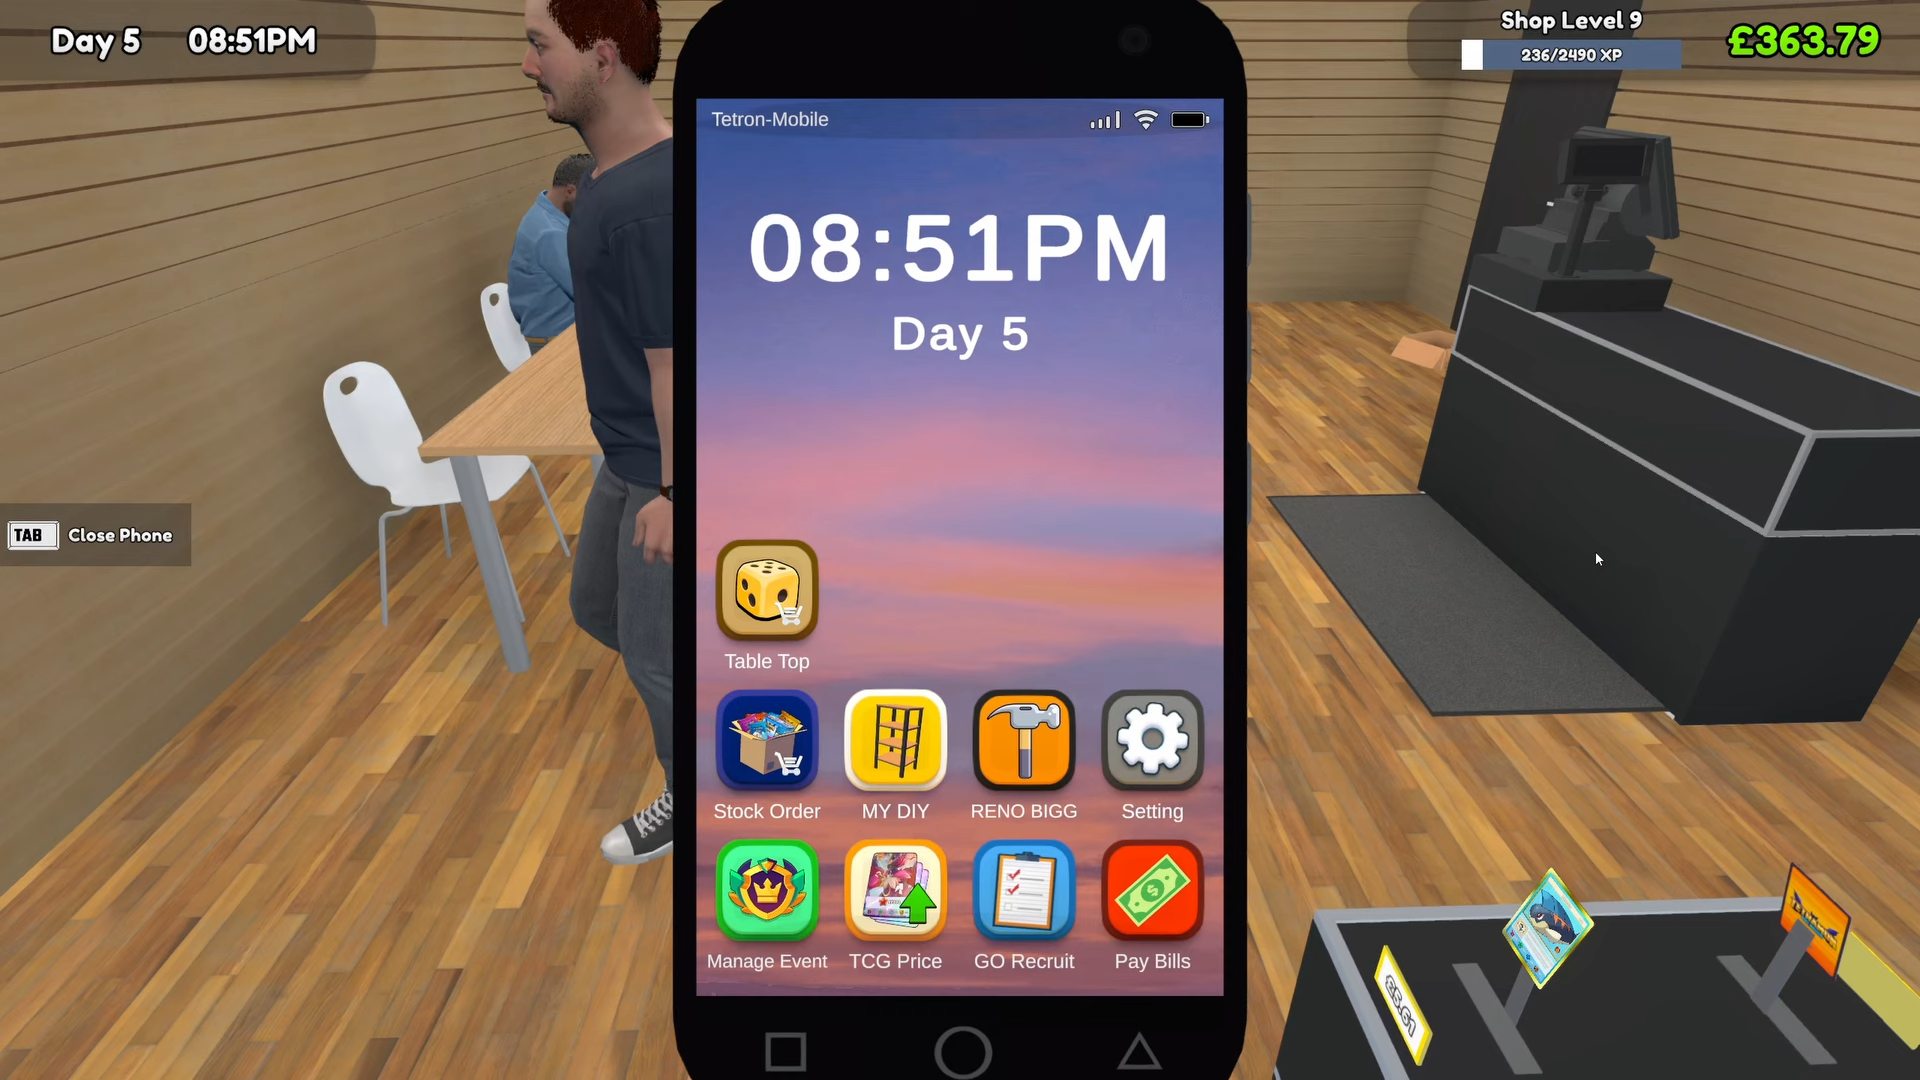 Day 5 08:51PM
Shop Level 9
236/2490 XP
£363.79
Tetron-Mobile
08:51PM
Day 5
TAB Close Phone
Table Top
Stock Order MY DIY RENO BIGG Setting
Manage Event TCG Price GO Recruit Pay Bills
£5.61